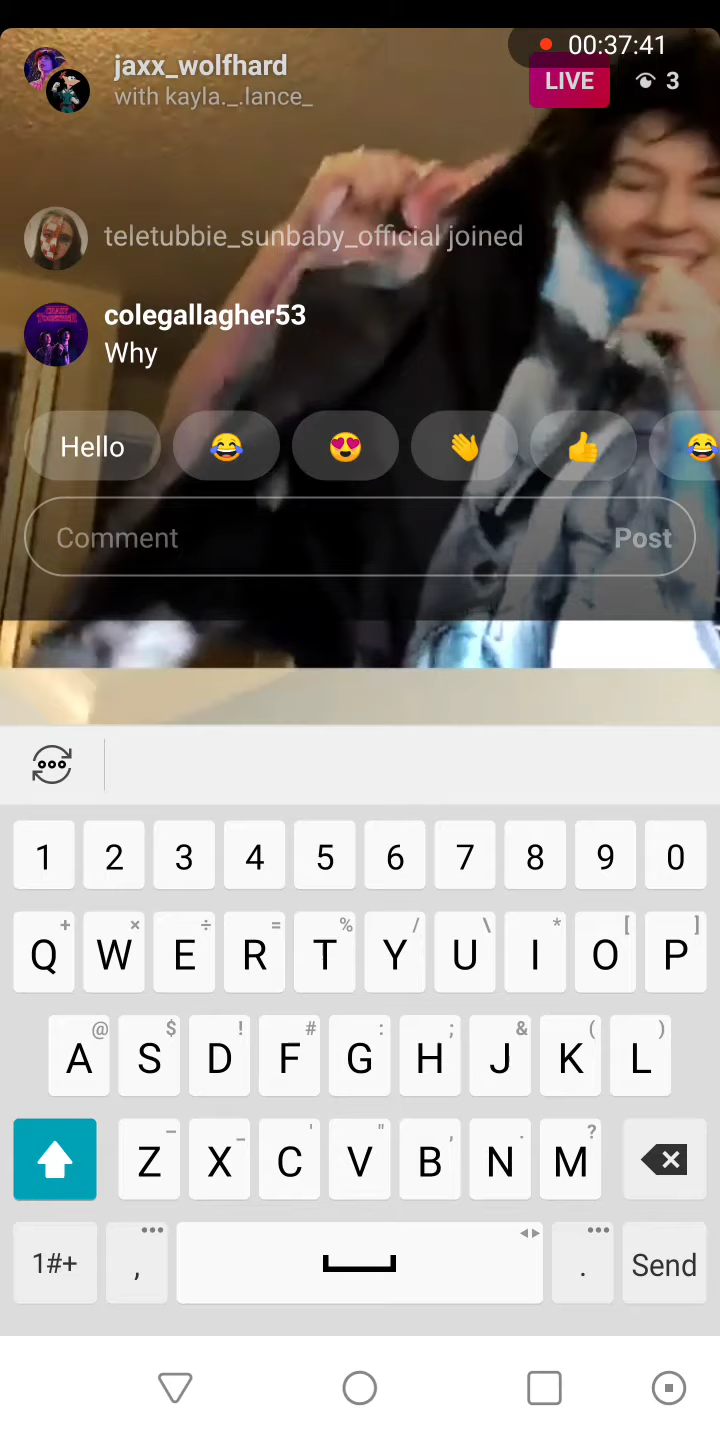 00:37:41
jaxx_wolfhard
with kayla._.lance_
LIVE 3
teletubbie_sunbaby_official joined
colegallagher53
Why
Hello
Comment Post
1 2 3 4 5 6 7 8 9 0
+ × ÷ = % / \ * [ ]
Q W E R T Y U I O P
@ $ ! # : ; & ( )
A S D F G H J K L
– _ ' " , . ?
Z X C V B N M
1#+ , . Send